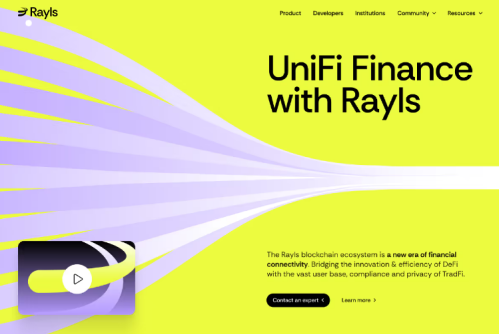 Rayls
Product Developers Institutions Community Resources
UniFi Finance
with Rayls
The Rayls blockchain ecosystem is a new era of financial
connectivity. Bridging the innovation & efficiency of DeFi
with the vast user base, compliance and privacy of TradFi.
Contact an expert Learn more